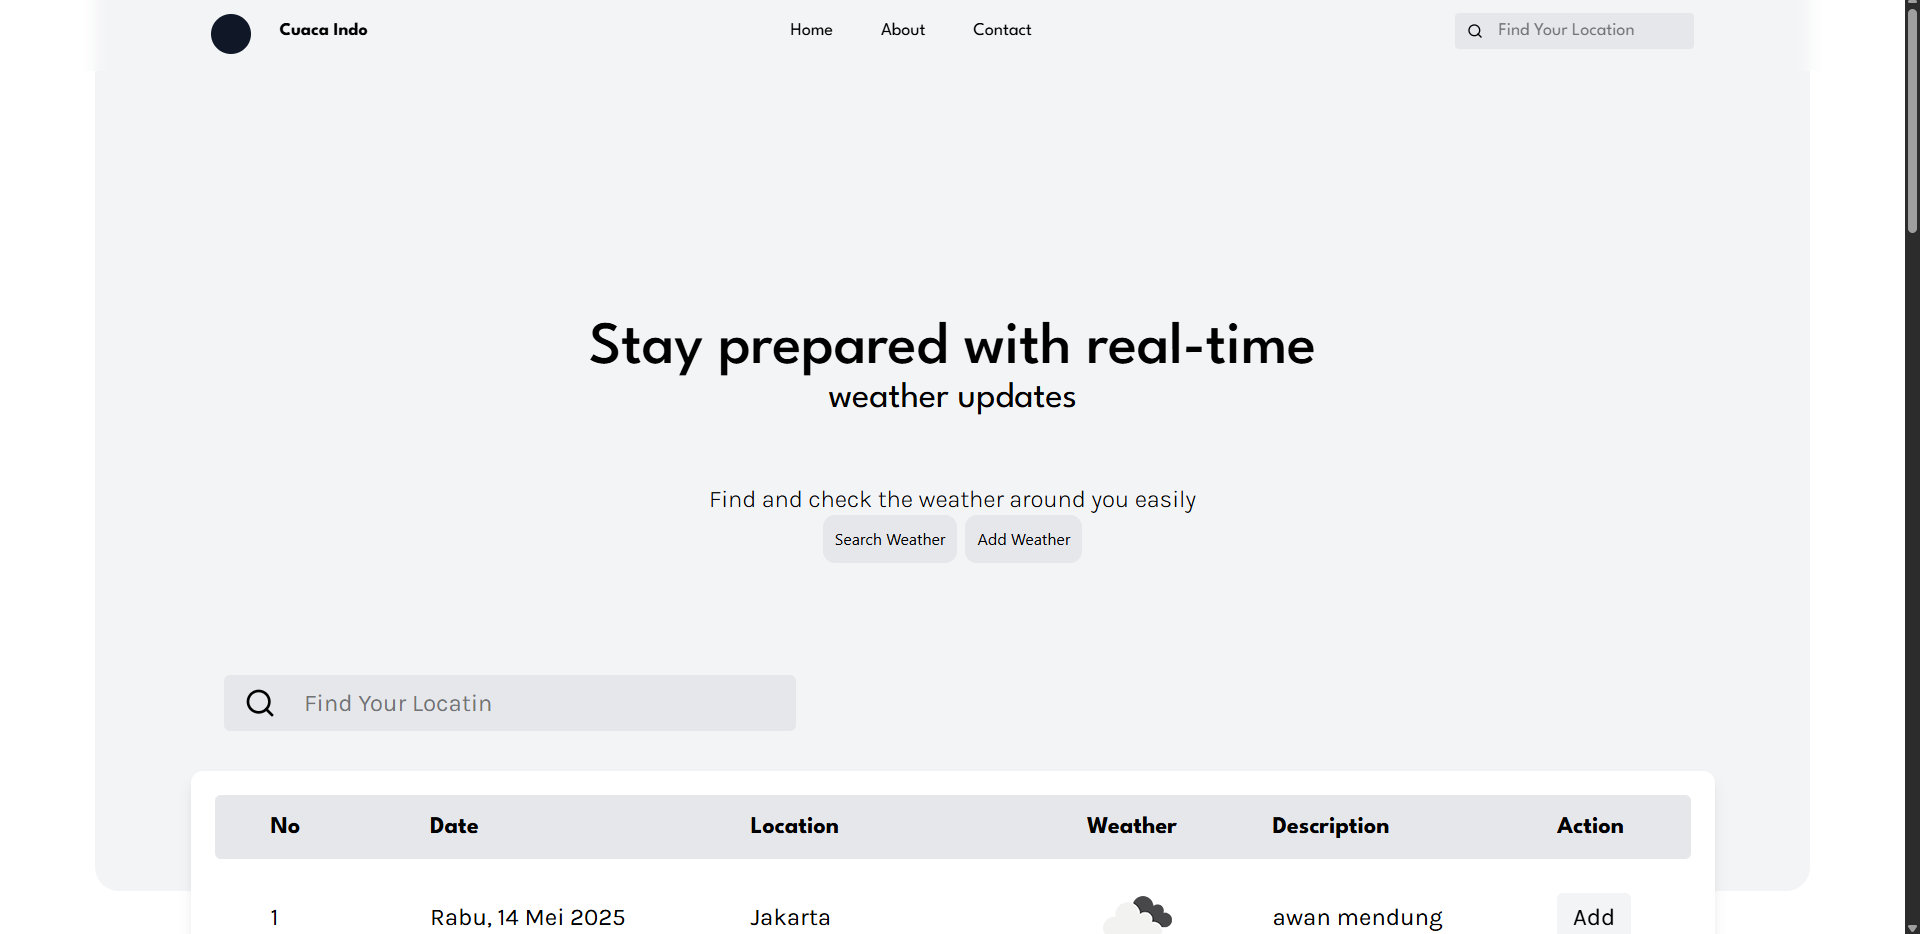 Cuaca Indo
Home About Contact
Find Your Location
Stay prepared with real-time
weather updates
Find and check the weather around you easily
Search Weather Add Weather
Find Your Locatin
No Date Location Weather Description Action
1 Rabu, 14 Mei 2025 Jakarta awan mendung Add